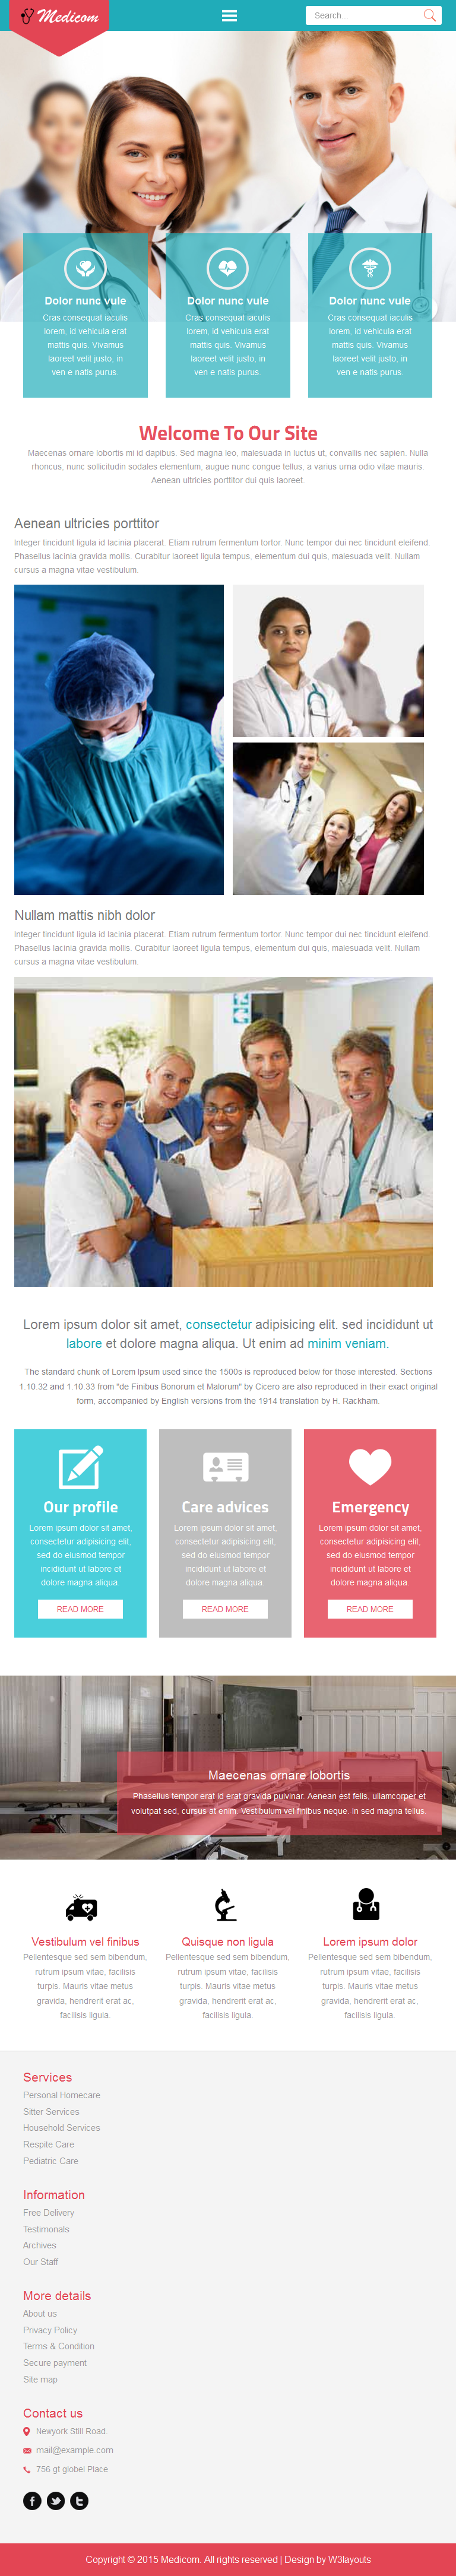 Medicom
Search...
Dolor nunc vule
Cras consequat iaculis
lorem, id vehicula erat
mattis quis. Vivamus
laoreet velit justo, in
ven e natis purus.
Dolor nunc vule
Cras consequat iaculis
lorem, id vehicula erat
mattis quis. Vivamus
laoreet velit justo, in
ven e natis purus.
Dolor nunc vule
Cras consequat iaculis
lorem, id vehicula erat
mattis quis. Vivamus
laoreet velit justo, in
ven e natis purus.
Welcome To Our Site
Maecenas ornare lobortis mi id dapibus. Sed magna leo, malesuada in luctus ut, convallis nec sapien. Nulla
rhoncus, nunc sollicitudin sodales elementum, augue nunc congue tellus, a varius urna odio vitae mauris.
Aenean ultricies porttitor dui quis laoreet.
Aenean ultricies porttitor
Integer tincidunt ligula id lacinia placerat. Etiam rutrum fermentum tortor. Nunc tempor dui nec tincidunt eleifend.
Phasellus lacinia gravida mollis. Curabitur laoreet ligula tempus, elementum dui quis, malesuada velit. Nullam
cursus a magna vitae vestibulum.
Nullam mattis nibh dolor
Integer tincidunt ligula id lacinia placerat. Etiam rutrum fermentum tortor. Nunc tempor dui nec tincidunt eleifend.
Phasellus lacinia gravida mollis. Curabitur laoreet ligula tempus, elementum dui quis, malesuada velit. Nullam
cursus a magna vitae vestibulum.
Lorem ipsum dolor sit amet, consectetur adipisicing elit. sed incididunt ut
labore et dolore magna aliqua. Ut enim ad minim veniam.
The standard chunk of Lorem Ipsum used since the 1500s is reproduced below for those interested. Sections
1.10.32 and 1.10.33 from "de Finibus Bonorum et Malorum" by Cicero are also reproduced in their exact original
form, accompanied by English versions from the 1914 translation by H. Rackham.
Our profile
Lorem ipsum dolor sit amet,
consectetur adipisicing elit,
sed do eiusmod tempor
incididunt ut labore et
dolore magna aliqua.
READ MORE
Care advices
Lorem ipsum dolor sit amet,
consectetur adipisicing elit,
sed do eiusmod tempor
incididunt ut labore et
dolore magna aliqua.
READ MORE
Emergency
Lorem ipsum dolor sit amet,
consectetur adipisicing elit,
sed do eiusmod tempor
incididunt ut labore et
dolore magna aliqua.
READ MORE
Maecenas ornare lobortis
Phasellus tempor erat id erat gravida pulvinar. Aenean est felis, ullamcorper et
volutpat sed, cursus at enim. Vestibulum vel finibus neque. In sed magna tellus.
Vestibulum vel finibus
Pellentesque sed sem bibendum,
rutrum ipsum vitae, facilisis
turpis. Mauris vitae metus
gravida, hendrerit erat ac,
facilisis ligula.
Quisque non ligula
Pellentesque sed sem bibendum,
rutrum ipsum vitae, facilisis
turpis. Mauris vitae metus
gravida, hendrerit erat ac,
facilisis ligula.
Lorem ipsum dolor
Pellentesque sed sem bibendum,
rutrum ipsum vitae, facilisis
turpis. Mauris vitae metus
gravida, hendrerit erat ac,
facilisis ligula.
Services
Personal Homecare
Sitter Services
Household Services
Respite Care
Pediatric Care
Information
Free Delivery
Testimonals
Archives
Our Staff
More details
About us
Privacy Policy
Terms & Condition
Secure payment
Site map
Contact us
Newyork Still Road.
mail@example.com
756 gt globel Place.
Copyright © 2015 Medicom. All rights reserved | Design by W3layouts